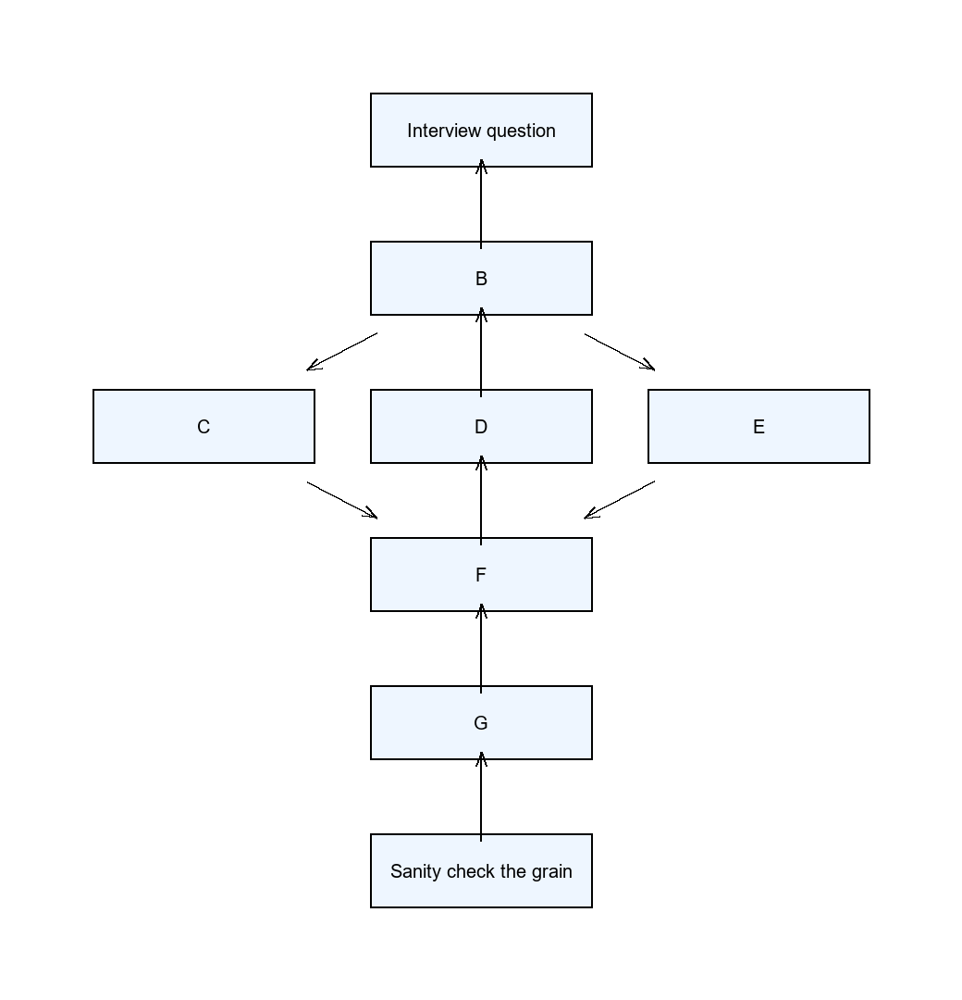 Interview question
B
C
D
E
F
G
Sanity check the grain